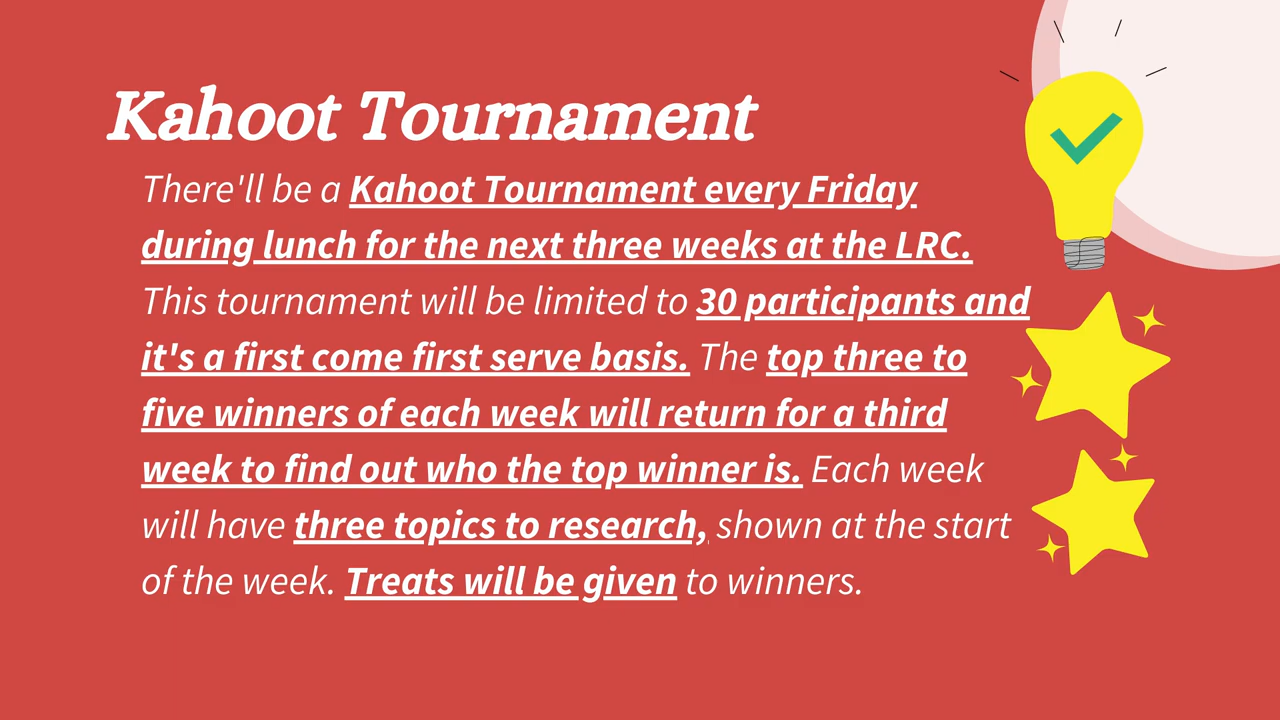 Kahoot Tournament
There'll be a Kahoot Tournament every Friday
during lunch for the next three weeks at the LRC.
This tournament will be limited to 30 participants and
it's a first come first serve basis. The top three to
five winners of each week will return for a third
week to find out who the top winner is. Each week
will have three topics to research, shown at the start
of the week. Treats will be given to winners.